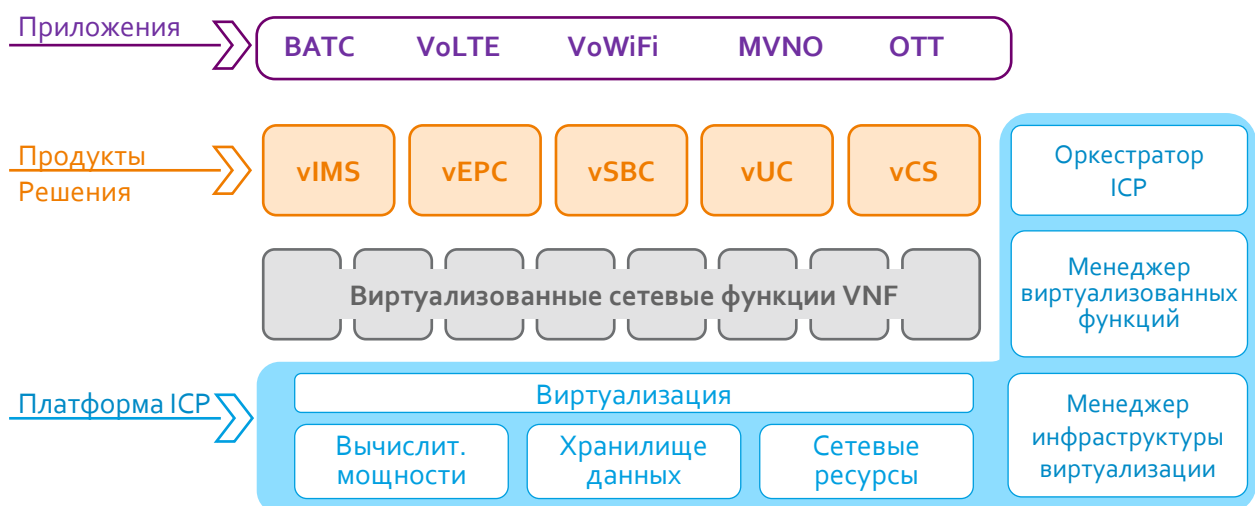 Приложения
ВАТС VoLTE VoWiFi MVNO OTT
Продукты
Решения
vIMS vEPC vSBC vUC vCS
Оркестратор
ICP
Виртуализованные сетевые функции VNF
Менеджер
виртуализованных
функций
Платформа ICP
Виртуализация
Вычислит.
мощности
Хранилище
данных
Сетевые
ресурсы
Менеджер
инфраструктуры
виртуализации